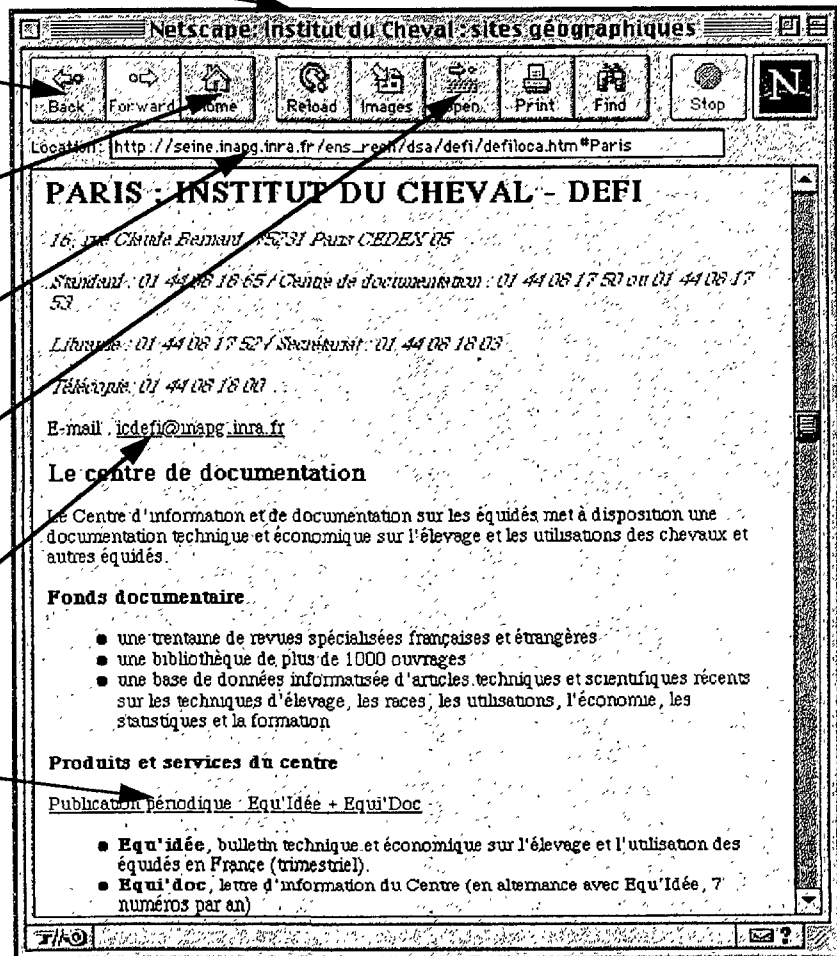 Netscape: Institut du Cheval : sites géographiques
Back Forward Home Reload Images Open Print Find Stop N
Location: http://seine.inapg.inra.fr/ens_rech/dsa/defi/defiloca.htm#Paris
PARIS : INSTITUT DU CHEVAL - DEFI
16, rue Claude Bernard 75231 Paris CEDEX 05
Standard : 01 44 08 18 65 / Centre de documentation : 01 44 08 17 50 ou 01 44 08 17
53
Librairie : 01 44 08 17 52 / Secrétariat : 01 44 08 18 03
Télécopie: 01 44 08 18 00
E-mail : icdefi@inapg.inra.fr
Le centre de documentation
Le Centre d'information et de documentation sur les équidés met à disposition une
documentation technique et économique sur l'élevage et les utilisations des chevaux et
autres équidés.
Fonds documentaire
une trentaine de revues spécialisées françaises et étrangères
une bibliothèque de plus de 1000 ouvrages
une base de données informatisée d'articles techniques et scientifiques récents
sur les techniques d'élevage, les races, les utilisations, l'économie, les
statistiques et la formation
Produits et services du centre
Publication périodique : Equ'Idée + Equi'Doc
Equ'idée, bulletin technique et économique sur l'élevage et l'utilisation des
équidés en France (trimestriel).
Equi'doc, lettre d'information du Centre (en alternance avec Equ'Idée, 7
numéros par an)
?